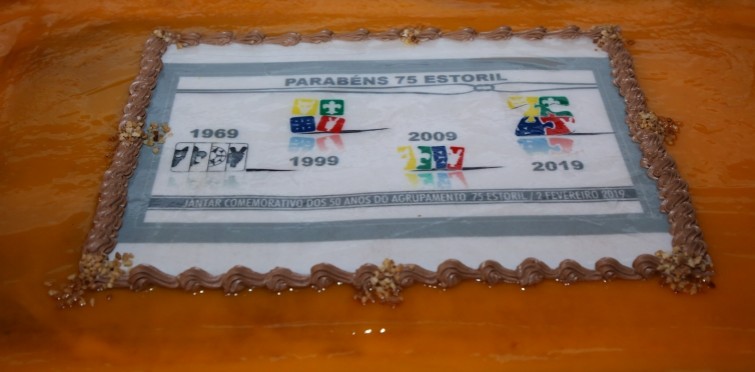 PARABÉNS 75 ESTORIL
1969
1999
2009
2019
JANTAR COMEMORATIVO DOS 50 ANOS DO AGRUPAMENTO 75 ESTORIL / 2 FEVEREIRO 2019